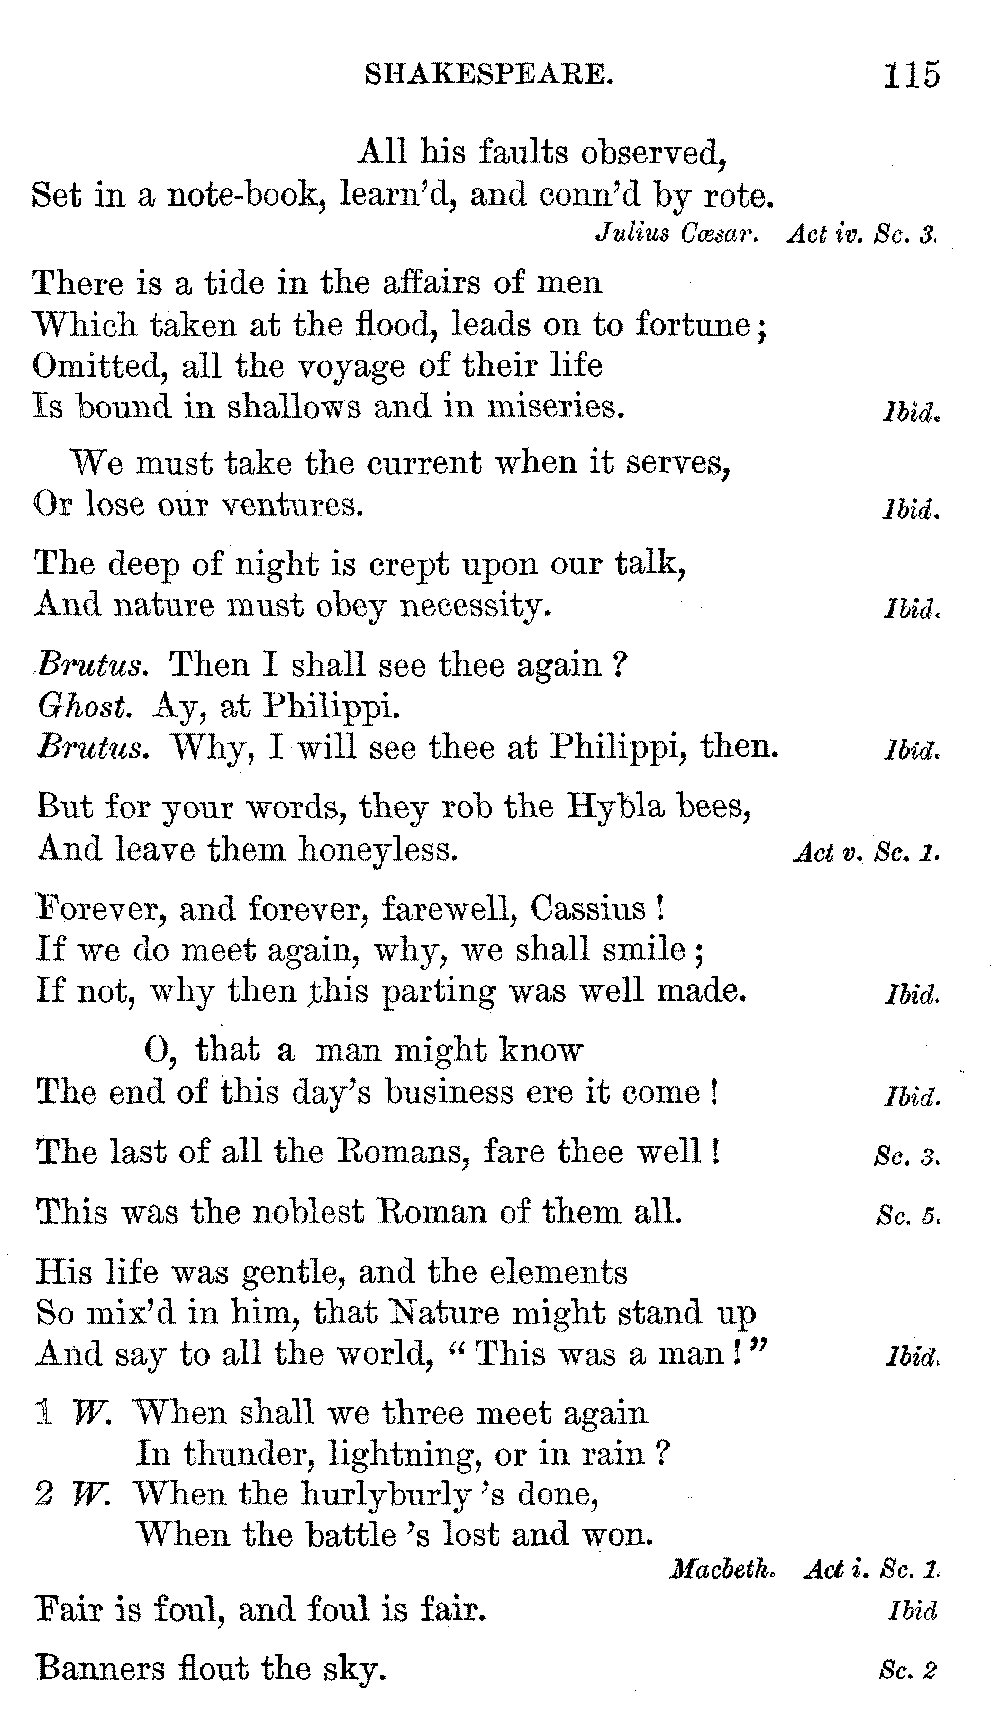 SHAKESPEARE. 115
All his faults observed,
Set in a note-book, learn'd, and conn'd by rote.
Julius Cæsar. Act iv. Sc. 3.
There is a tide in the affairs of men
Which taken at the flood, leads on to fortune;
Omitted, all the voyage of their life
Is bound in shallows and in miseries. Ibid.
We must take the current when it serves,
Or lose our ventures. Ibid.
The deep of night is crept upon our talk,
And nature must obey necessity. Ibid.
Brutus. Then I shall see thee again?
Ghost. Ay, at Philippi.
Brutus. Why, I will see thee at Philippi, then. Ibid.
But for your words, they rob the Hybla bees,
And leave them honeyless. Act v. Sc. 1.
Forever, and forever, farewell, Cassius!
If we do meet again, why, we shall smile;
If not, why then this parting was well made. Ibid.
O, that a man might know
The end of this day's business ere it come! Ibid.
The last of all the Romans, fare thee well! Sc. 3.
This was the noblest Roman of them all. Sc. 5.
His life was gentle, and the elements
So mix'd in him, that Nature might stand up
And say to all the world, "This was a man!" Ibid.
1 W. When shall we three meet again
In thunder, lightning, or in rain?
2 W. When the hurlyburly 's done,
When the battle 's lost and won.
Macbeth. Act i. Sc. 1.
Fair is foul, and foul is fair. Ibid
Banners flout the sky. Sc. 2